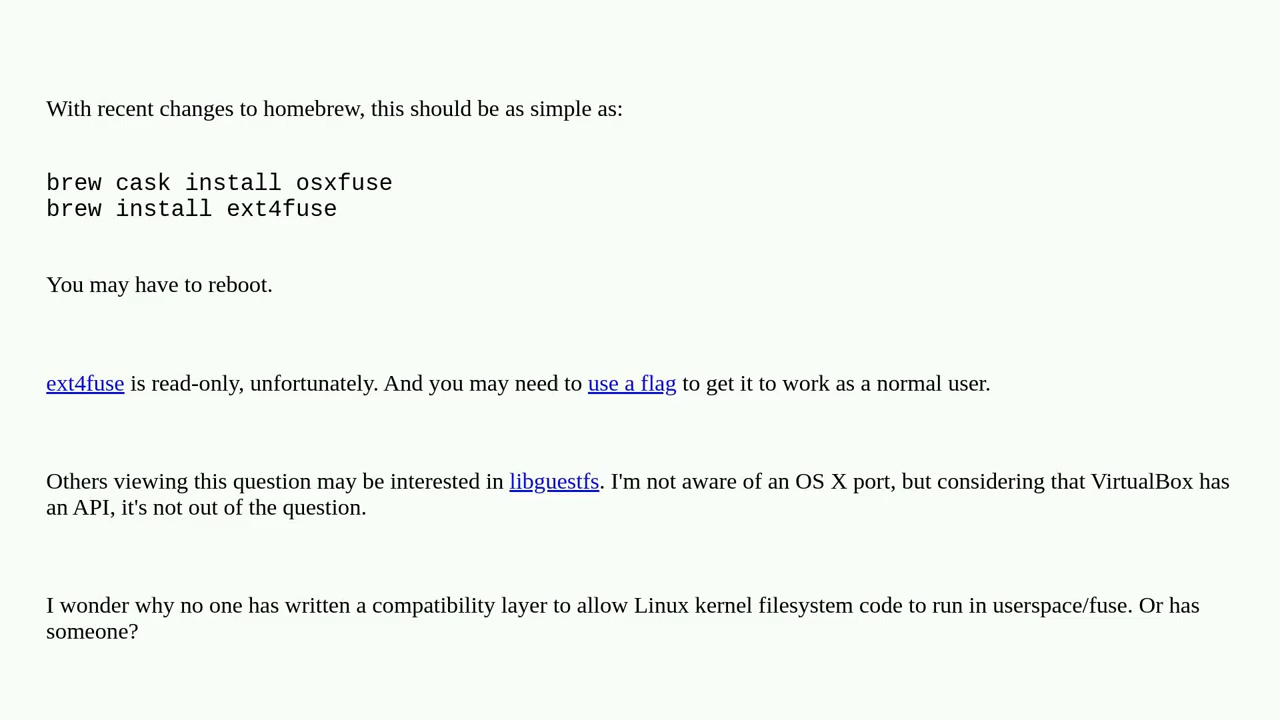 With recent changes to homebrew, this should be as simple as:
brew cask install osxfuse
brew install ext4fuse
You may have to reboot.
ext4fuse is read-only, unfortunately. And you may need to use a flag to get it to work as a normal user.
Others viewing this question may be interested in libguestfs. I'm not aware of an OS X port, but considering that VirtualBox has
an API, it's not out of the question.
I wonder why no one has written a compatibility layer to allow Linux kernel filesystem code to run in userspace/fuse. Or has
someone?